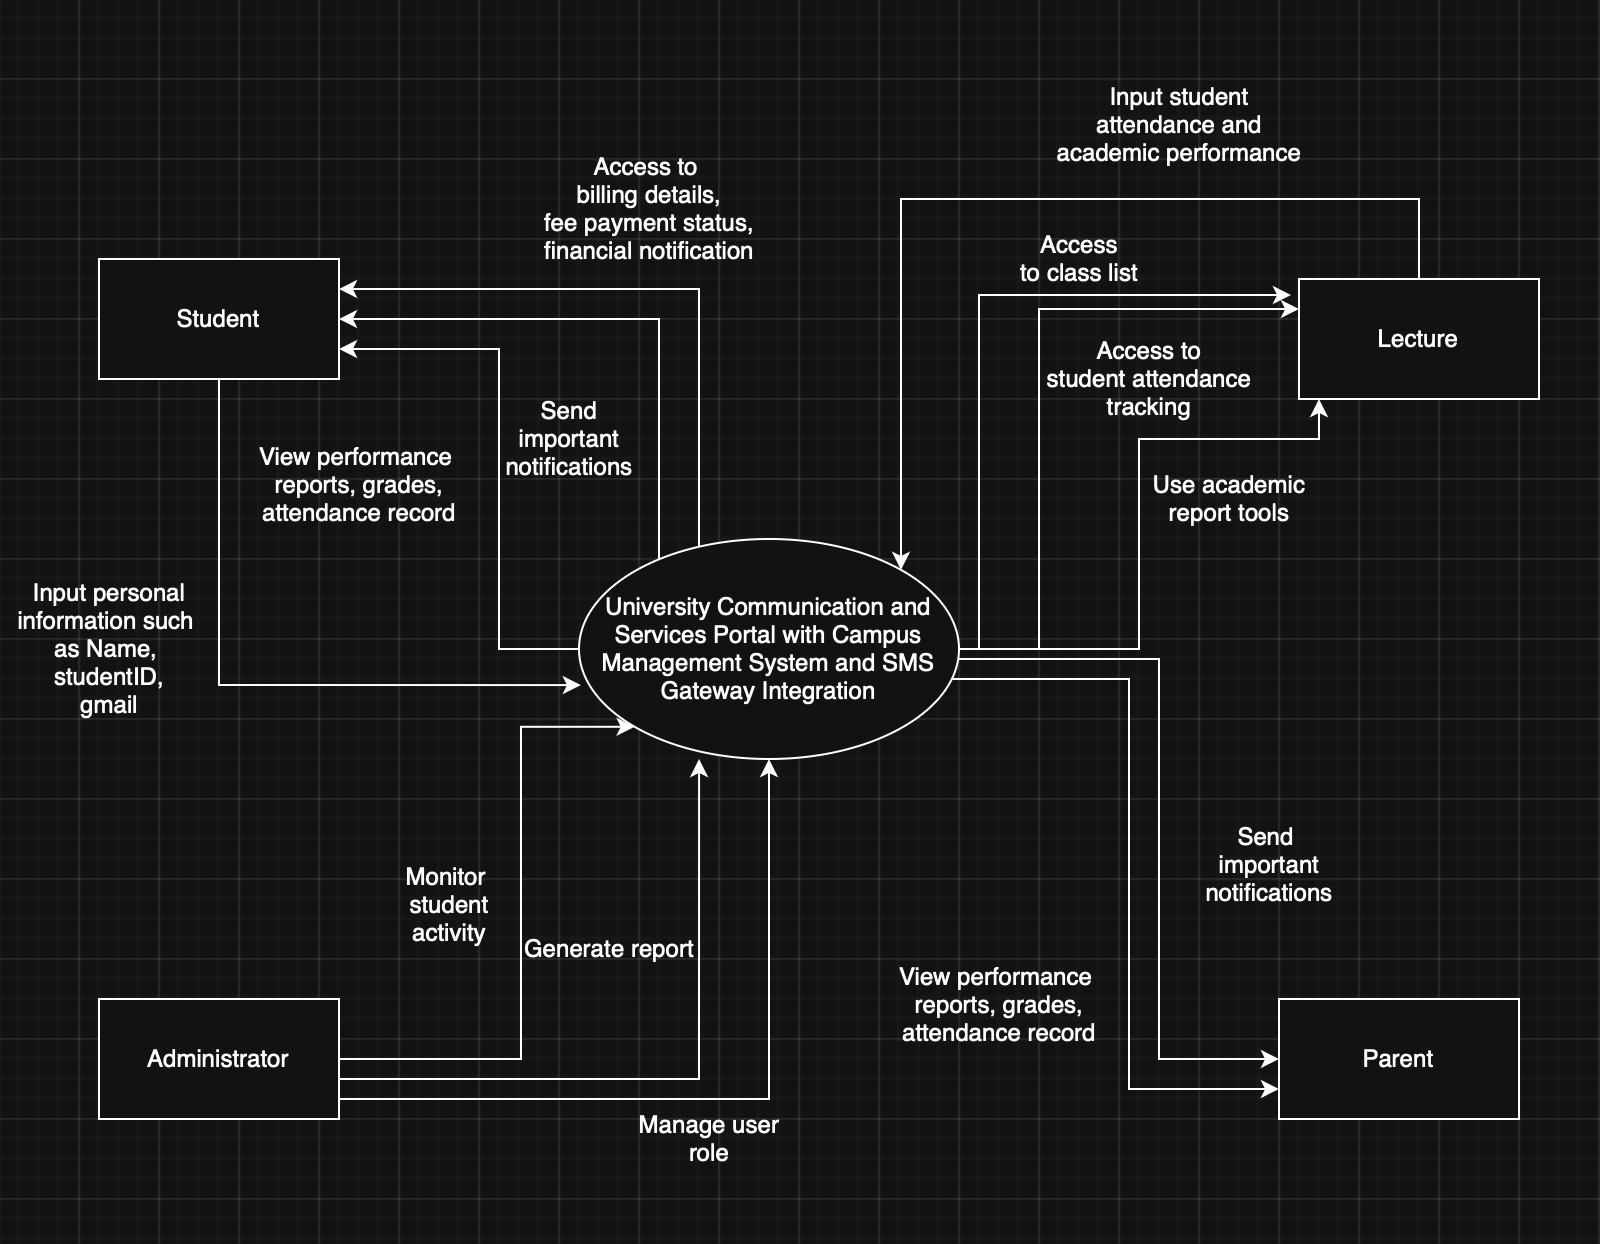 Input student
attendance and
academic performance
Access to
billing details,
fee payment status,
financial notification
Access
to class list
Student
Lecture
Access to
student attendance
tracking
Send
important
notifications
View performance
reports, grades,
attendance record
Use academic
report tools
Input personal
information such
as Name,
studentID,
gmail
University Communication and
Services Portal with Campus
Management System and SMS
Gateway Integration
Monitor
student
activity
Generate report
Send
important
notifications
View performance
reports, grades,
attendance record
Administrator
Parent
Manage user
role